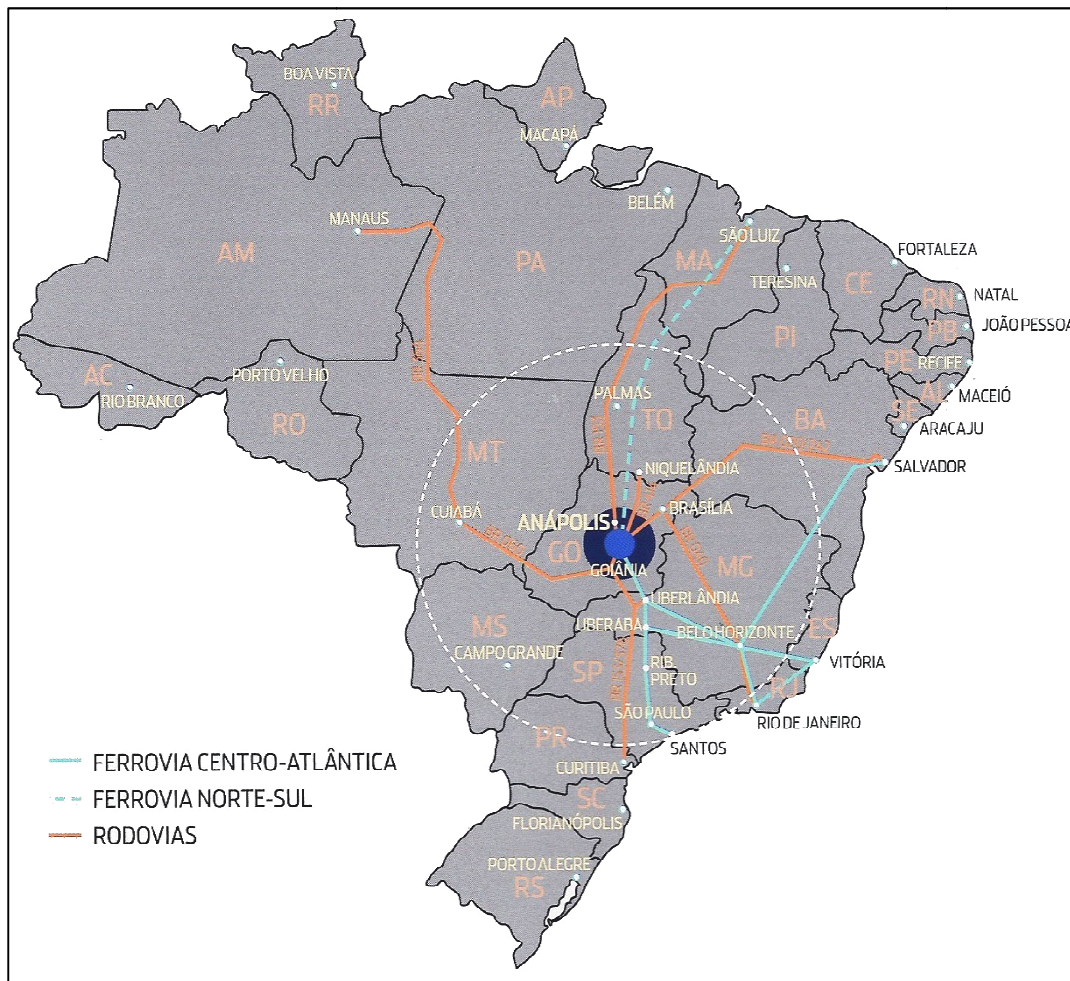 BOA VISTA
RR
AP
MACAPÁ
BELÉM
MANAUS
SÃO LUIZ
AM
PA
MA
TERESINA
CE
FORTALEZA
RN
NATAL
PB
JOÃO PESSOA
PI
PE
RECIFE
AC
RIO BRANCO
PORTO VELHO
RO
PALMAS
TO
BA
AL
MACEIÓ
SE
ARACAJU
MT
SALVADOR
NIQUELÂNDIA
CUIABÁ
BRASÍLIA
ANÁPOLIS
GO
GOIÂNIA
MG
UBERLÂNDIA
UBERABA
BELO HORIZONTE
ES
MS
CAMPO GRANDE
VITÓRIA
SP
RIB.
PRETO
RJ
SÃO PAULO
RIO DE JANEIRO
SANTOS
PR
CURITIBA
SC
FLORIANÓPOLIS
PORTO ALEGRE
RS
FERROVIA CENTRO-ATLÂNTICA
FERROVIA NORTE-SUL
RODOVIAS